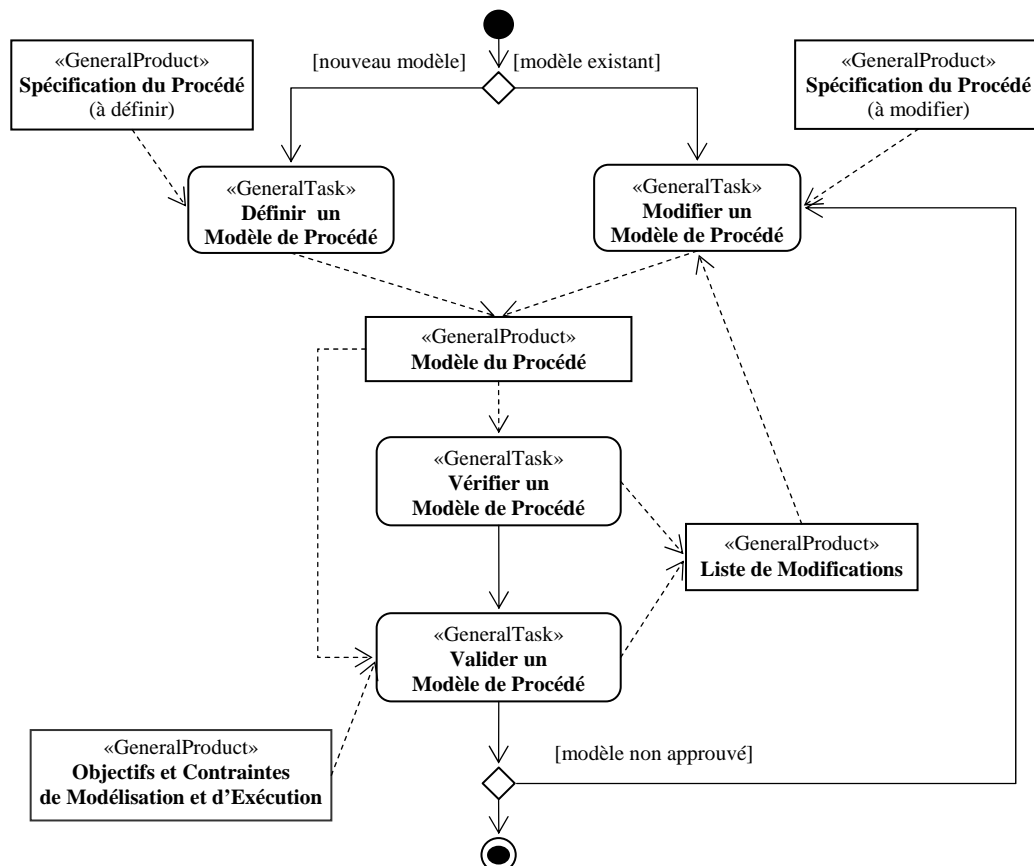 [nouveau modèle]
[modèle existant]
«GeneralProduct»
Spécification du Procédé
(à définir)
«GeneralProduct»
Spécification du Procédé
(à modifier)
«GeneralTask»
Définir un
Modèle de Procédé
«GeneralTask»
Modifier un
Modèle de Procédé
«GeneralProduct»
Modèle du Procédé
«GeneralTask»
Vérifier un
Modèle de Procédé
«GeneralProduct»
Liste de Modifications
«GeneralTask»
Valider un
Modèle de Procédé
«GeneralProduct»
Objectifs et Contraintes
de Modélisation et d'Exécution
[modèle non approuvé]